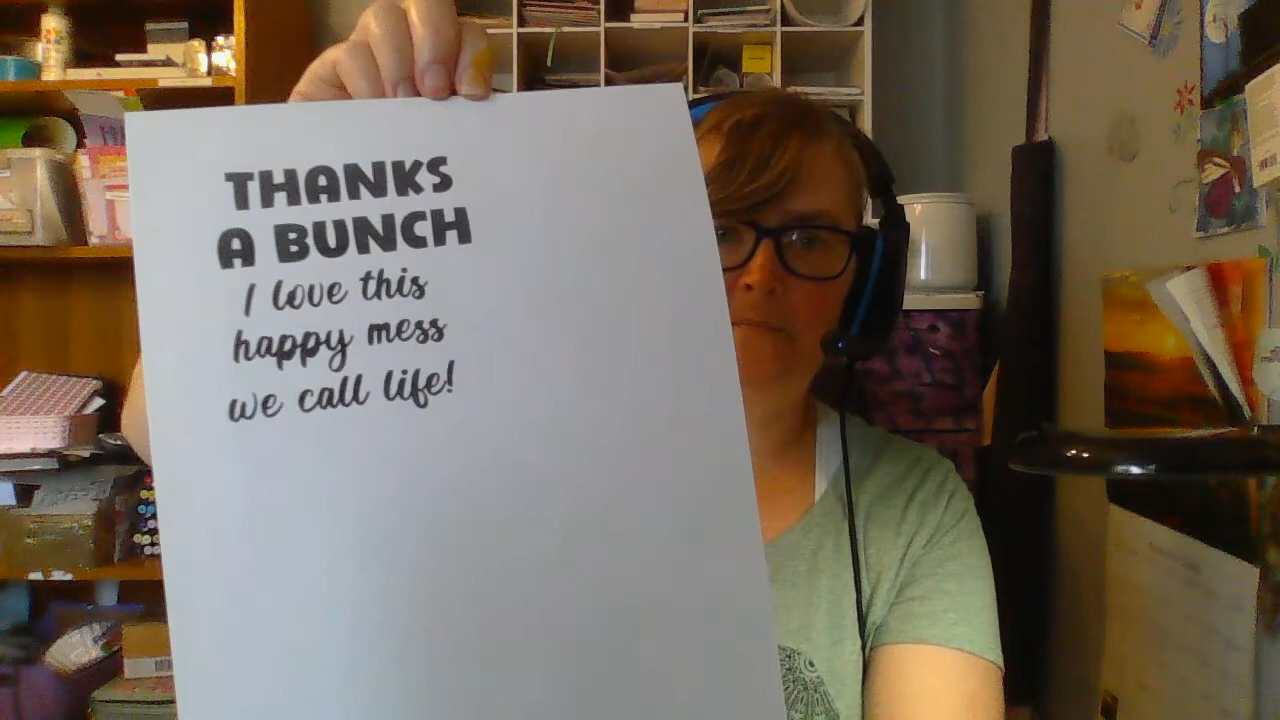 THANKS
A BUNCH
I love this
happy mess
we call life!